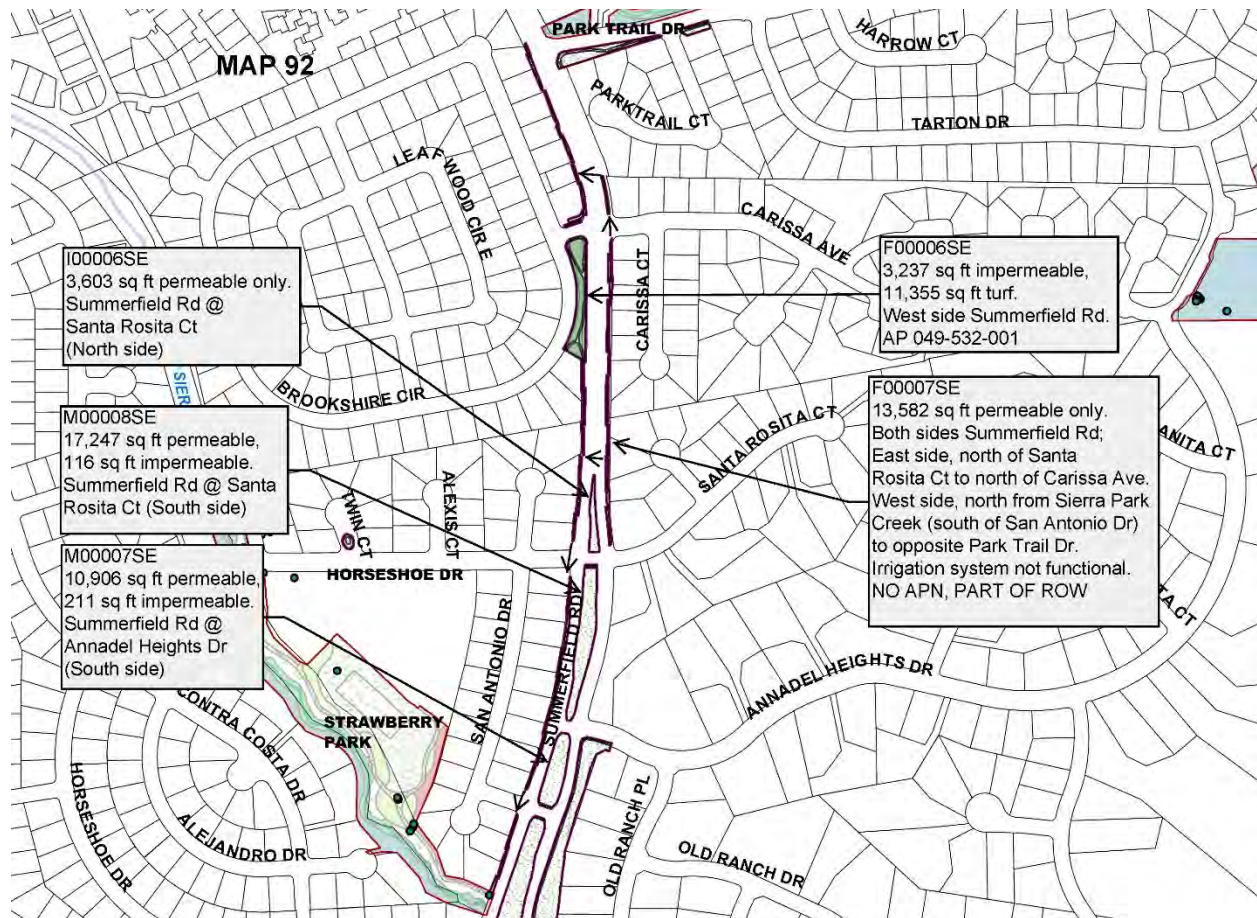 PARK TRAIL DR
HARROW CT
MAP 92
PARKTRAIL CT
TARTON DR
LEAFWOOD CIR E
CARISSA AVE
I00006SE
3,603 sq ft permeable only.
Summerfield Rd @
Santa Rosita Ct
(North side)
F00006SE
3,237 sq ft impermeable,
11,355 sq ft turf.
West side Summerfield Rd.
AP 049-532-001
CARISSA CT
SIER
BROOKSHIRE CIR
M00008SE
17,247 sq ft permeable,
116 sq ft impermeable.
Summerfield Rd @ Santa
Rosita Ct (South side)
F00007SE
13,582 sq ft permeable only.
Both sides Summerfield Rd;
East side, north of Santa
Rosita Ct to north of Carissa Ave.
West side, north from Sierra Park
Creek (south of San Antonio Dr)
to opposite Park Trail Dr.
Irrigation system not functional.
NO APN, PART OF ROW
SANTA ROSITA CT
ANITA CT
TWIN CT
ALEXIS CT
HORSESHOE DR
M00007SE
10,906 sq ft permeable,
211 sq ft impermeable.
Summerfield Rd @
Annadel Heights Dr
(South side)
SAN ANTONIO DR
SUMMERFIELD RD
TA CT
ANNADEL HEIGHTS DR
CONTRA COSTA DR
STRAWBERRY
PARK
HORSESHOE DR
ALEJANDRO DR
OLD RANCH PL
OLD RANCH DR